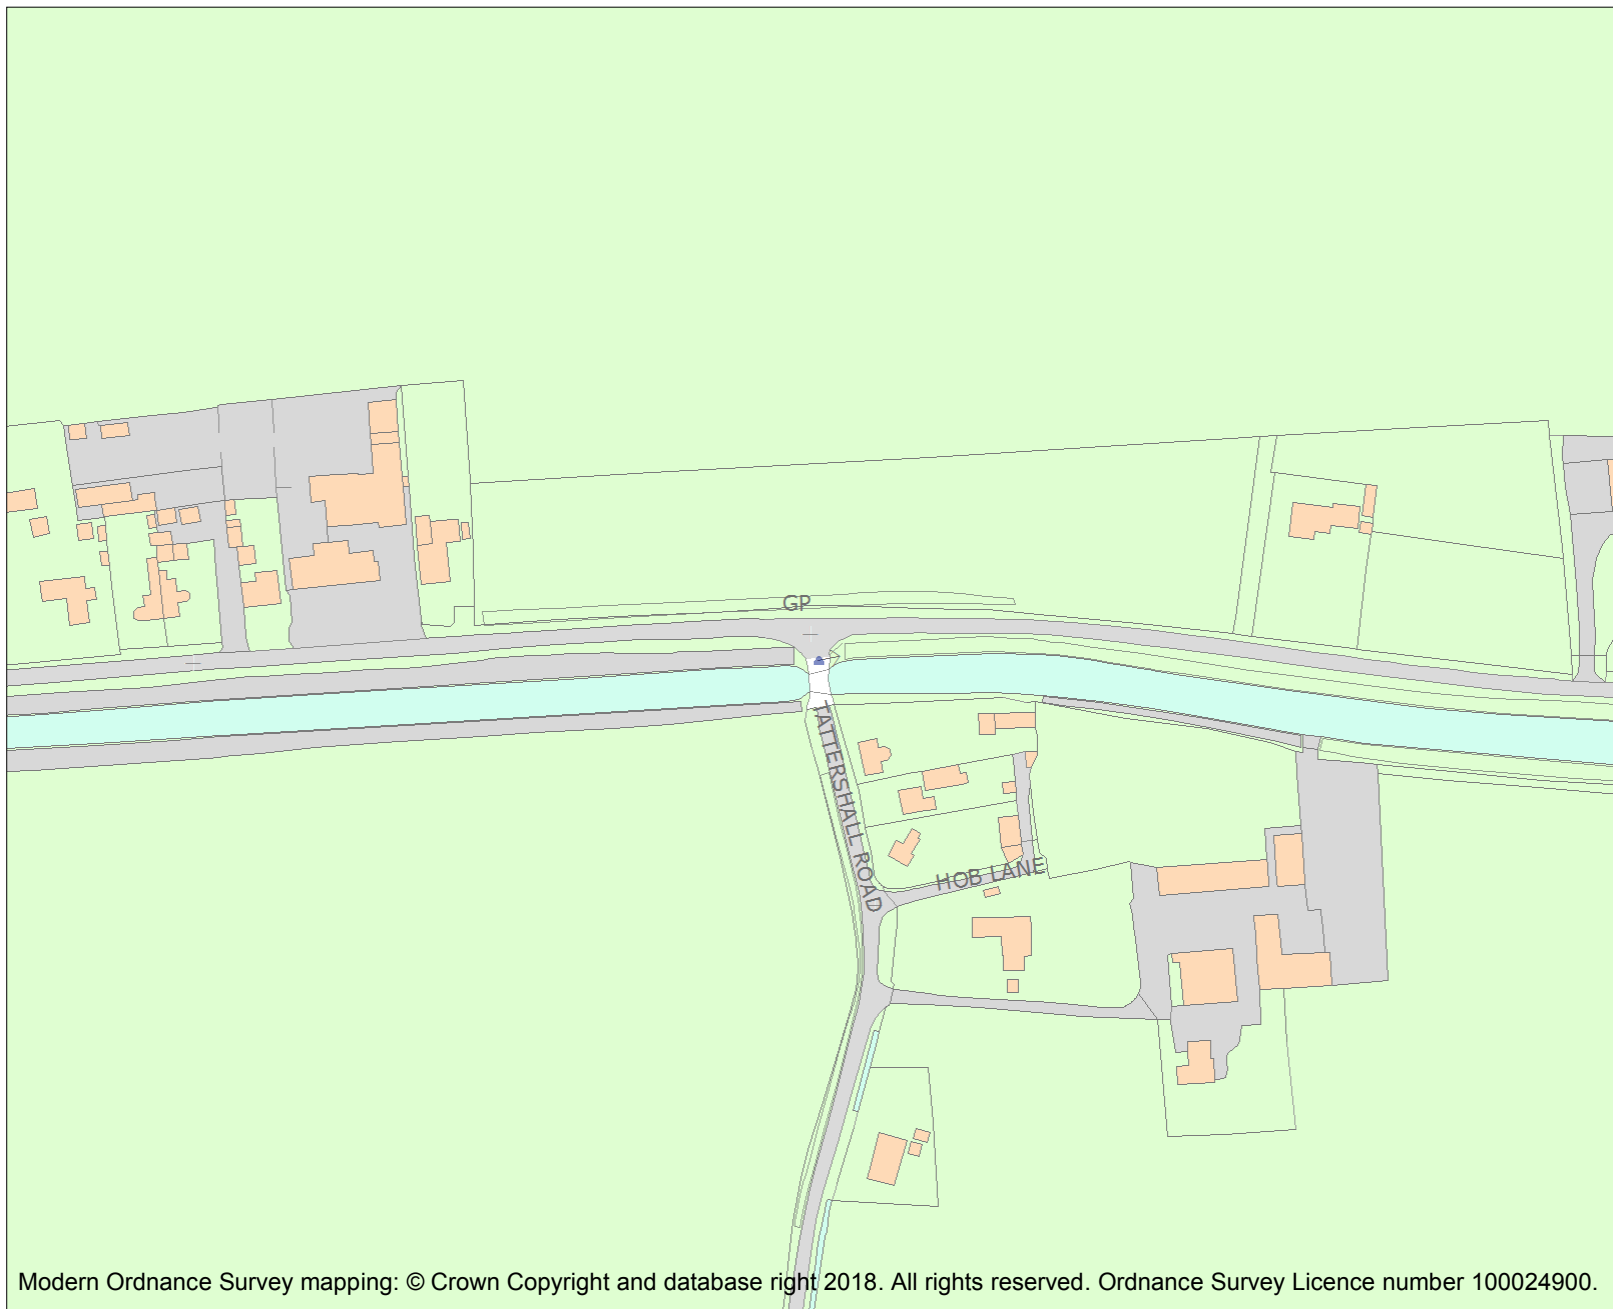 GP
TATTERSHALL ROAD
HOB LANE
Modern Ordnance Survey mapping: © Crown Copyright and database right 2018. All rights reserved. Ordnance Survey Licence number 100024900.